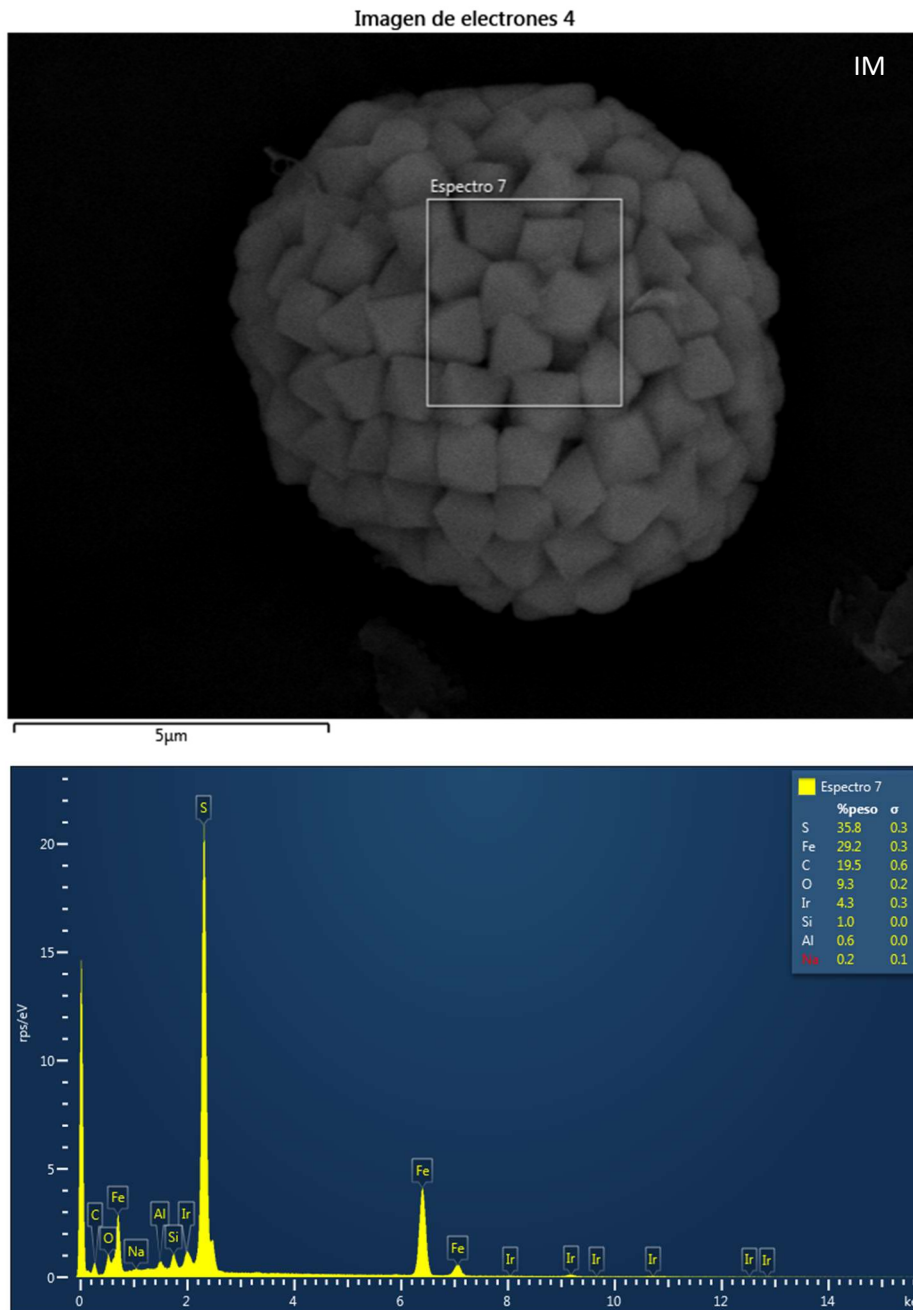 Imagen de electrones 4
IM
Espectro 7
5µm
Espectro 7
%peso σ
S 35.8 0.3
Fe 29.2 0.3
C 19.5 0.6
O 9.3 0.2
Ir 4.3 0.3
Si 1.0 0.0
Al 0.6 0.0
Na 0.2 0.1
S
20
15
rps/eV
10
5
0
C
O
Fe
Na
Al
Si
Ir
Fe
Fe
Ir
Ir
Ir
Ir
Ir
Ir
0 2 4 6 8 10 12 14